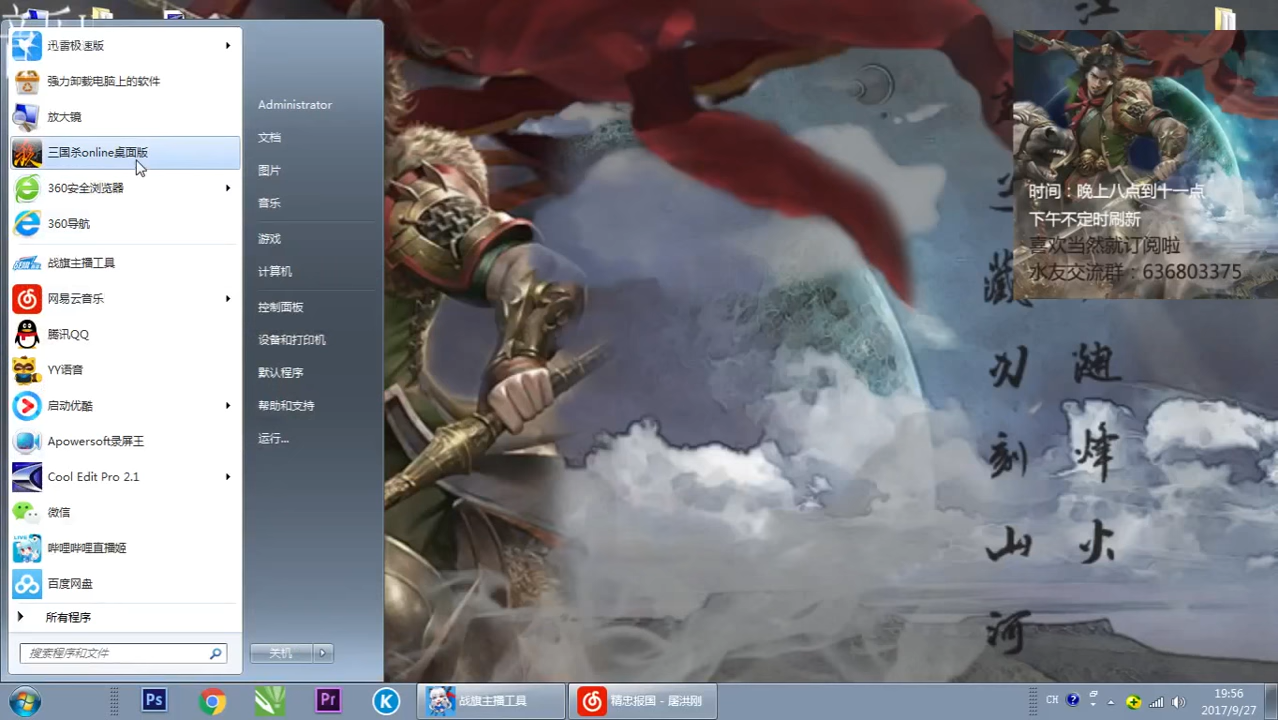 迅雷极速版
强力卸载电脑上的软件
放大镜
三国杀online桌面版
360安全浏览器
360导航
战旗主播工具
网易云音乐
腾讯QQ
YY语音
启动优酷
Apowersoft录屏王
Cool Edit Pro 2.1
微信
哔哩哔哩直播姬
百度网盘
所有程序
搜索程序和文件
Administrator
文档
图片
音乐
游戏
计算机
控制面板
设备和打印机
默认程序
帮助和支持
运行...
关机
时间：晚上八点到十一点
下午不定时刷新
喜欢当然就订阅啦
水友交流群：636803375
随
烽
火
藏
刀
刻
山
河
Ps
Pr
K
战旗主播工具
精忠报国 - 屠洪刚
CH
19:56
2017/9/27